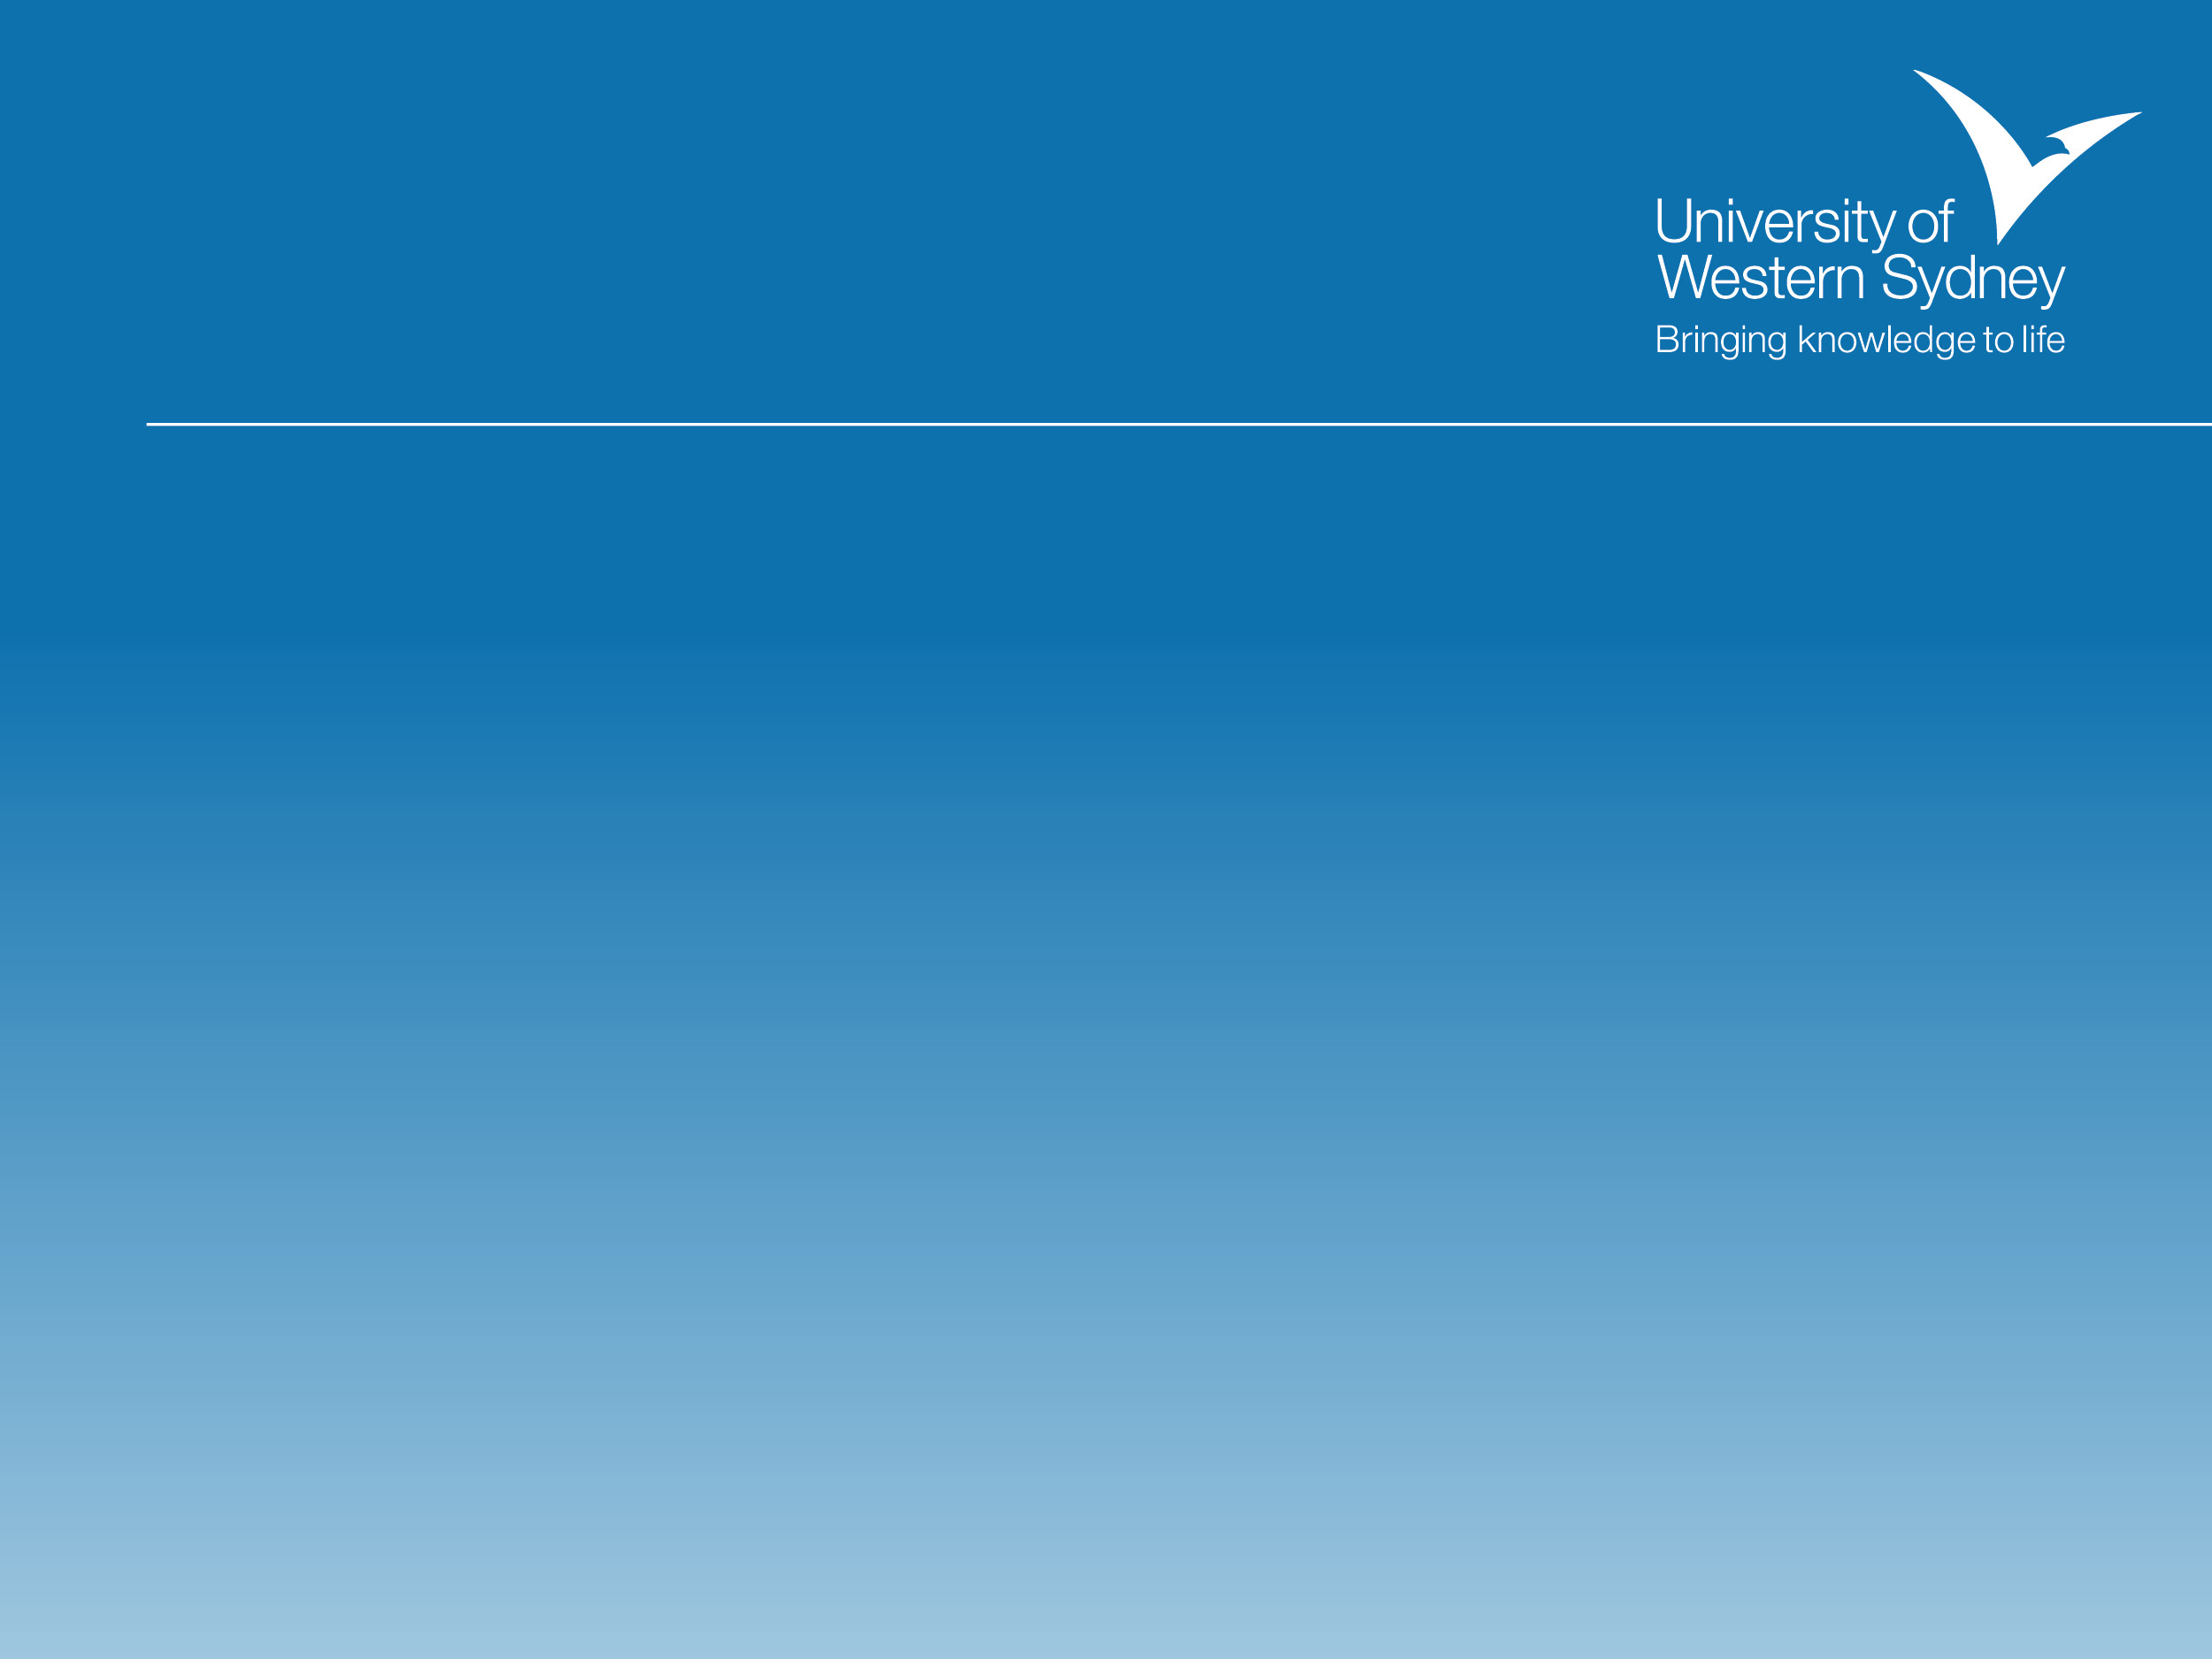 University of
Western Sydney
Bringing knowledge to life